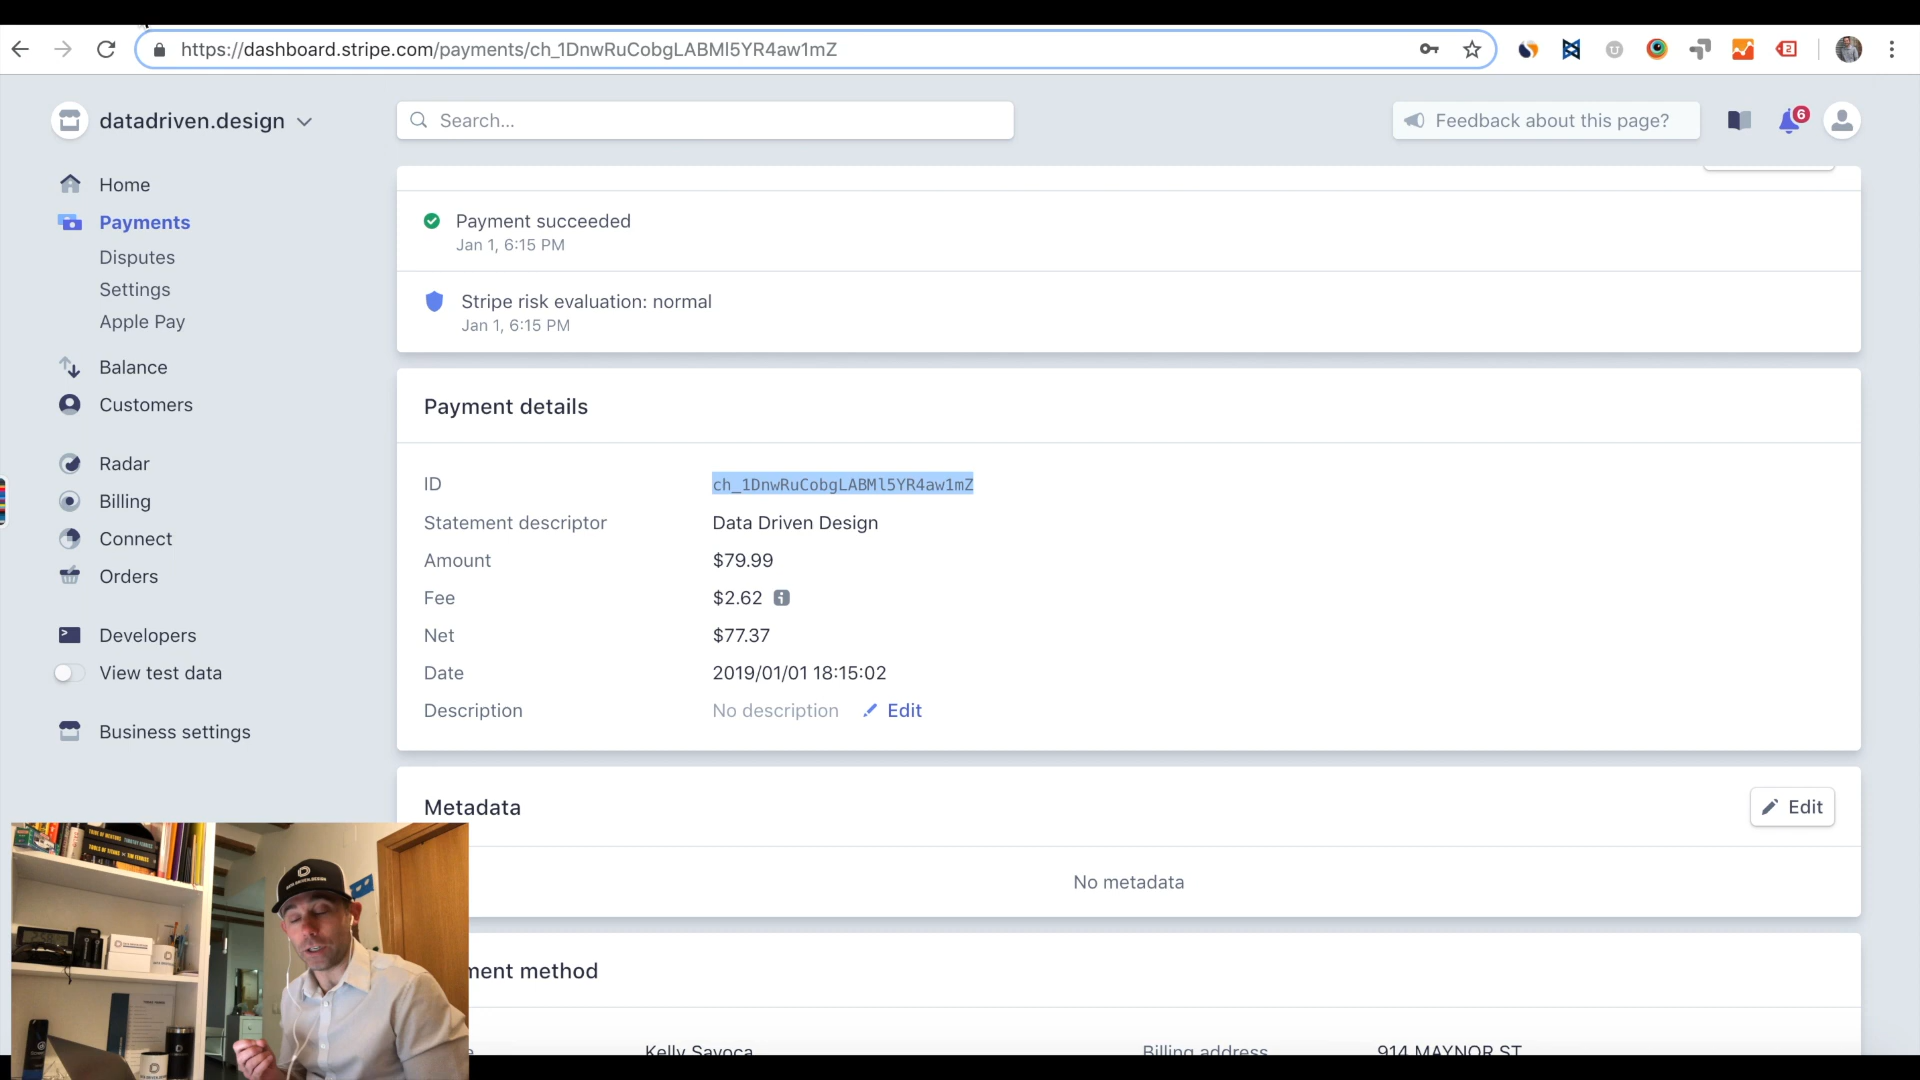 https://dashboard.stripe.com/payments/ch_1DnwRuCobgLABMl5YR4aw1mZ
2
datadriven.design
Search...
Feedback about this page?
6
Home
Payments
Disputes
Settings
Apple Pay
Balance
Customers
Radar
Billing
Connect
Orders
Developers
View test data
Business settings
Payment succeeded
Jan 1, 6:15 PM
Stripe risk evaluation: normal
Jan 1, 6:15 PM
Payment details
ID ch_1DnwRuCobgLABMl5YR4aw1mZ
Statement descriptor Data Driven Design
Amount $79.99
Fee $2.62
Net $77.37
Date 2019/01/01 18:15:02
Description No description Edit
Metadata Edit
No metadata
ment method
Kelly Savoca Billing address 914 MAYNOR ST